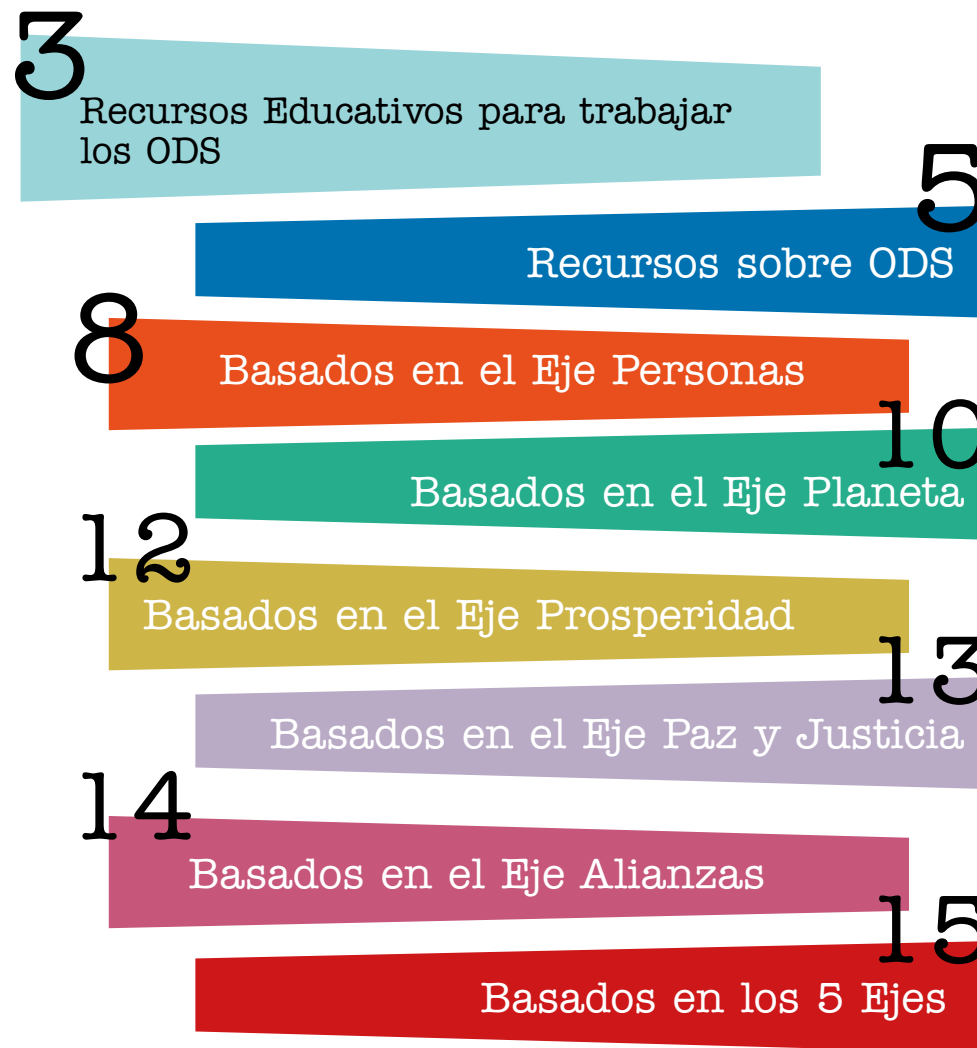 3
Recursos Educativos para trabajar
los ODS
5
Recursos sobre ODS
8
Basados en el Eje Personas
10
Basados en el Eje Planeta
12
Basados en el Eje Prosperidad
13
Basados en el Eje Paz y Justicia
14
Basados en el Eje Alianzas
15
Basados en los 5 Ejes